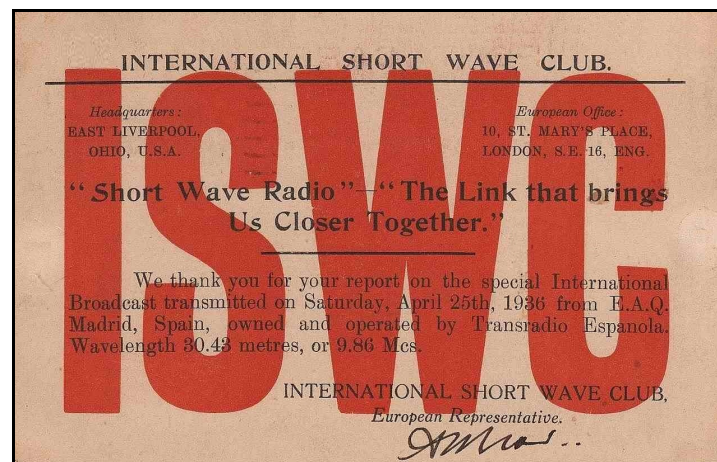 INTERNATIONAL SHORT WAVE CLUB.
ISWC
Headquarters:
EAST LIVERPOOL,
OHIO, U.S.A.
European Office:
10, ST. MARY'S PLACE,
LONDON, S.E. 16, ENG.
"Short Wave Radio"—"The Link that brings
Us Closer Together."
We thank you for your report on the special International
Broadcast transmitted on Saturday, April 25th, 1936 from E.A.Q.
Madrid, Spain, owned and operated by Transradio Espanola.
Wavelength 30.43 metres, or 9.86 Mcs.
INTERNATIONAL SHORT WAVE CLUB,
European Representative.